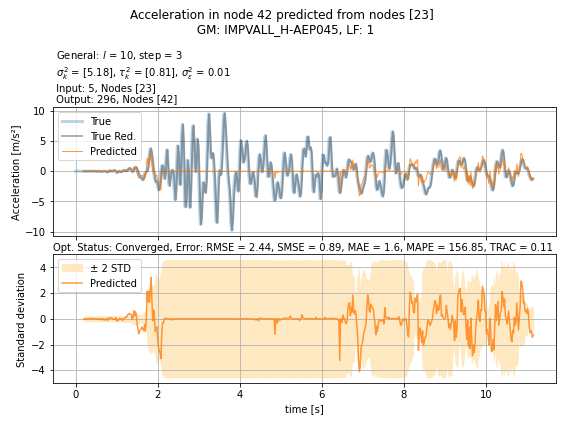 Acceleration in node 42 predicted from nodes [23]
GM: IMPVALL_H-AEP045, LF: 1
General: l = 10, step = 3
σ²ₖ = [5.18], τ²ₖ = [0.81], σ²ε = 0.01
Input: 5, Nodes [23]
Output: 296, Nodes [42]
Acceleration [m/s²]
10
5
0
−5
−10
True
True Red.
Predicted
Opt. Status: Converged, Error: RMSE = 2.44, SMSE = 0.89, MAE = 1.6, MAPE = 156.85, TRAC = 0.11
Standard deviation
4
2
0
−2
−4
± 2 STD
Predicted
0 2 4 6 8 10
time [s]